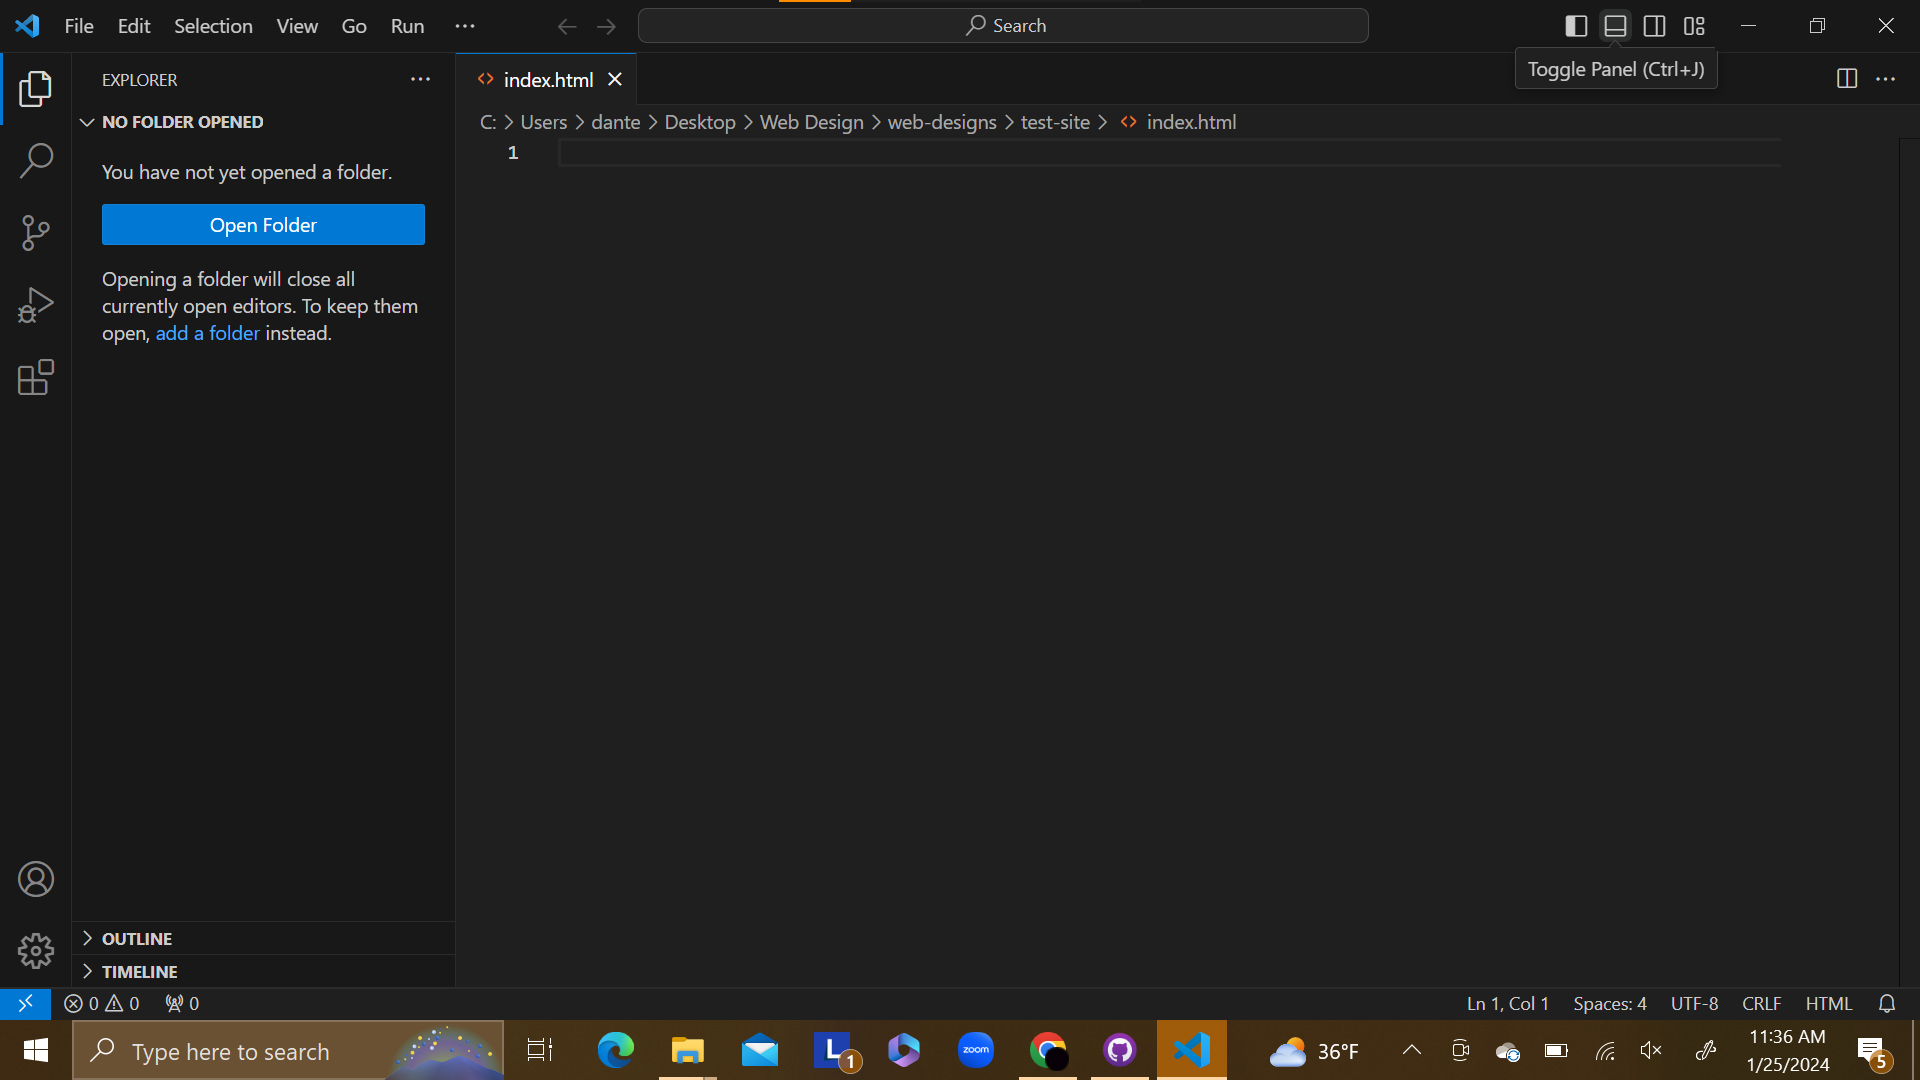 File Edit Selection View Go Run ···
Search
Toggle Panel (Ctrl+J)
EXPLORER
index.html
NO FOLDER OPENED
C: > Users > dante > Desktop > Web Design > web-designs > test-site > <> index.html
1
You have not yet opened a folder.
Open Folder
Opening a folder will close all
currently open editors. To keep them
open, add a folder instead.
OUTLINE
TIMELINE
0 0 0
Ln 1, Col 1 Spaces: 4 UTF-8 CRLF HTML
Type here to search
L 1
zoom
36°F
11:36 AM
1/25/2024
5